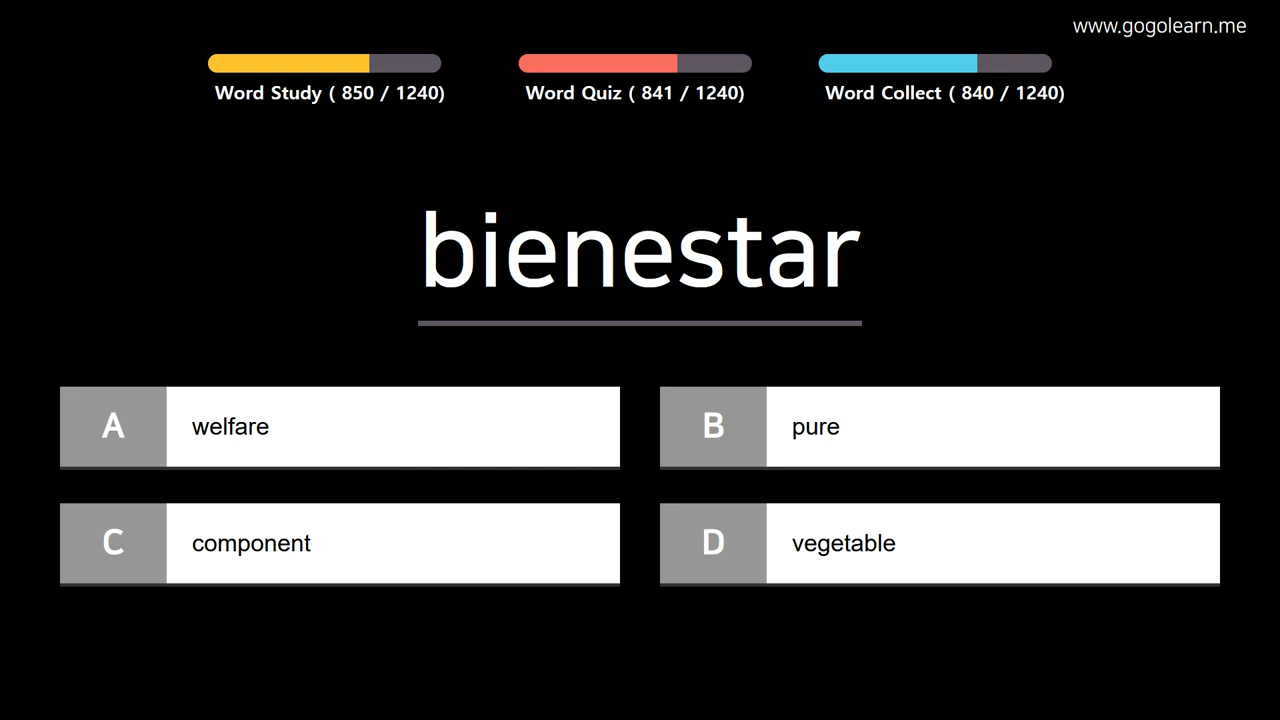 www.gogolearn.me
Word Study ( 850 / 1240)
Word Quiz ( 841 / 1240)
Word Collect ( 840 / 1240)
bienestar
A
welfare
B
pure
C
component
D
vegetable